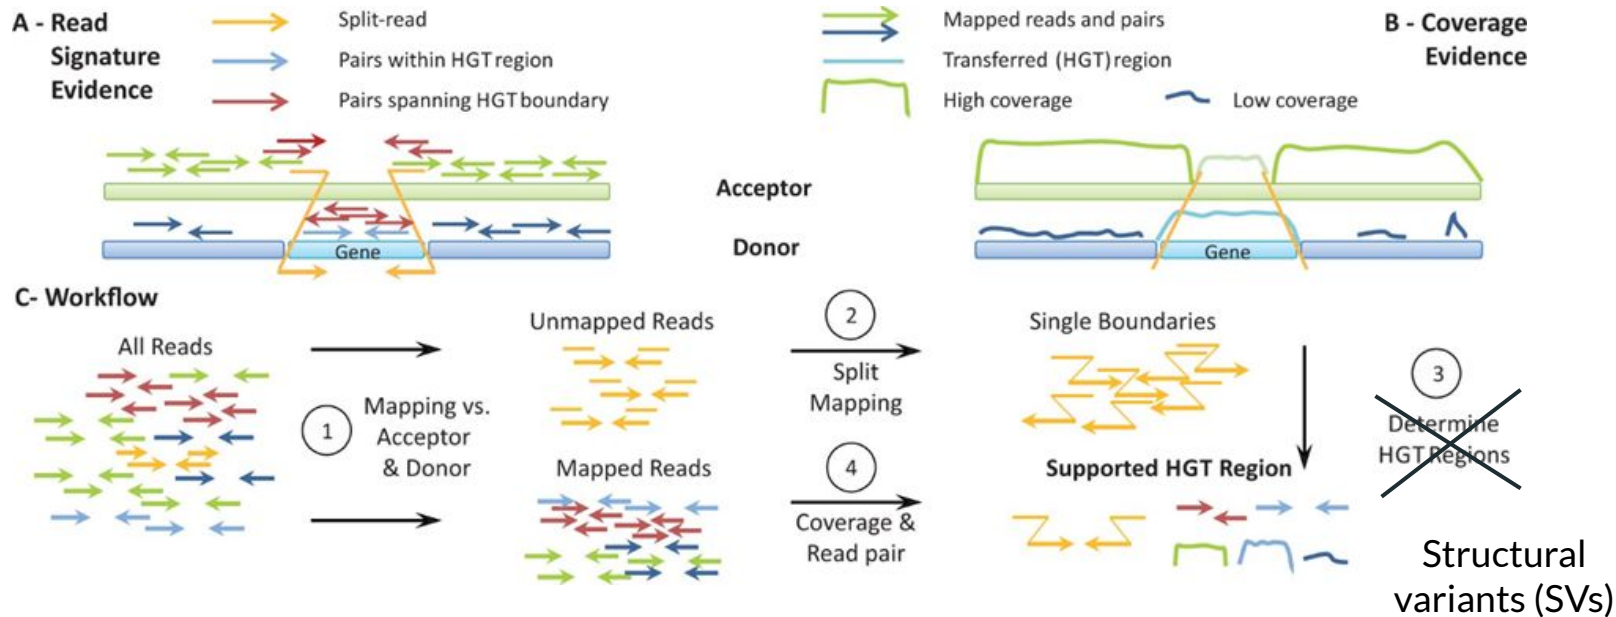 A - Read
Signature
Evidence
Split-read
Pairs within HGT region
Pairs spanning HGT boundary
Mapped reads and pairs
Transferred (HGT) region
High coverage
Low coverage
B - Coverage
Evidence
Acceptor
Donor
Gene
Gene
C- Workflow
All Reads
1
Mapping vs.
Acceptor
& Donor
Unmapped Reads
Mapped Reads
2
Split
Mapping
4
Coverage &
Read pair
Single Boundaries
Supported HGT Region
3
Determine
HGT Regions
Structural
variants (SVs)